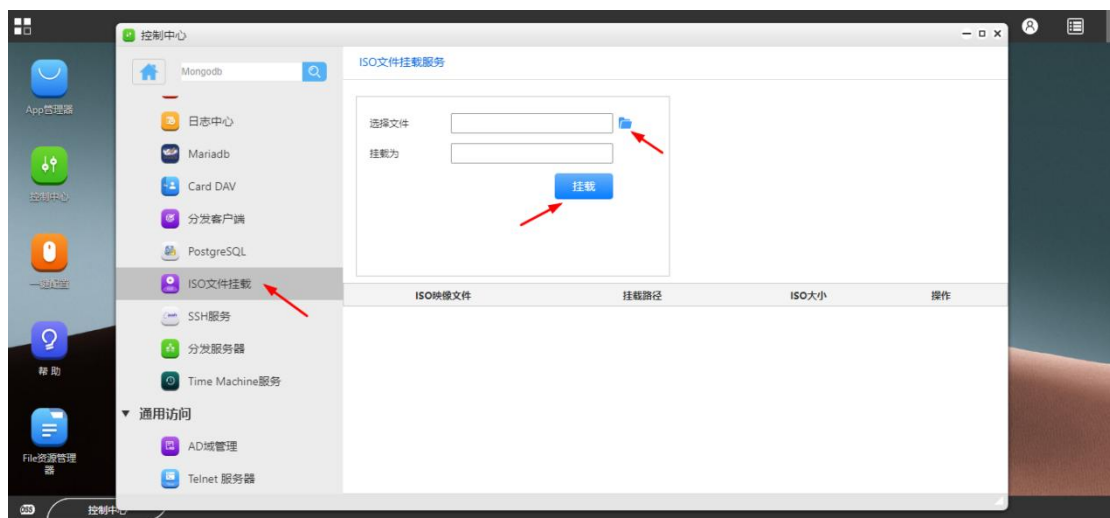 控制中心
Mongodb
ISO文件挂载服务
App管理器
日志中心
选择文件
Mariadb
挂载为
控制中心
Card DAV
挂载
分发客户端
PostgreSQL
一键配置
ISO文件挂载
ISO映像文件 挂载路径 ISO大小 操作
SSH服务
分发服务器
帮助
Time Machine服务
通用访问
AD域管理
File资源管理
器
Telnet 服务器
控制中心